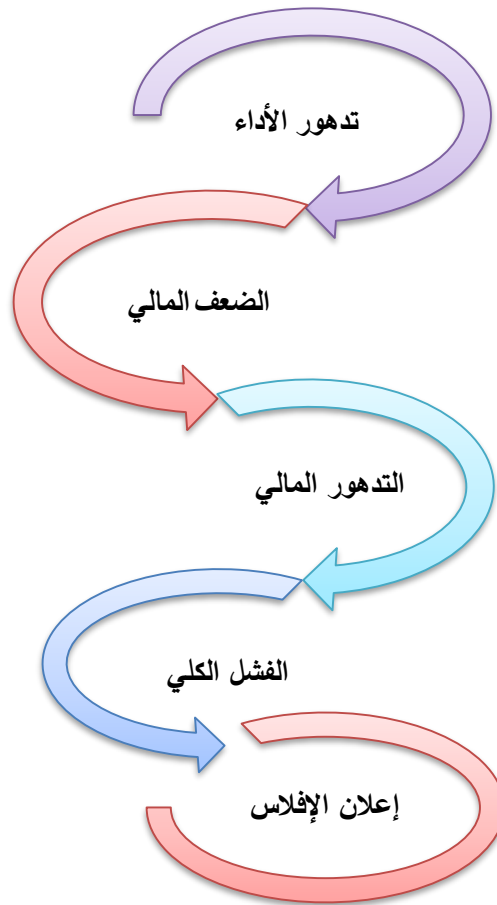 تدهور الأداء
الضعف المالي
التدهور المالي
الفشل الكلي
إعلان الإفلاس